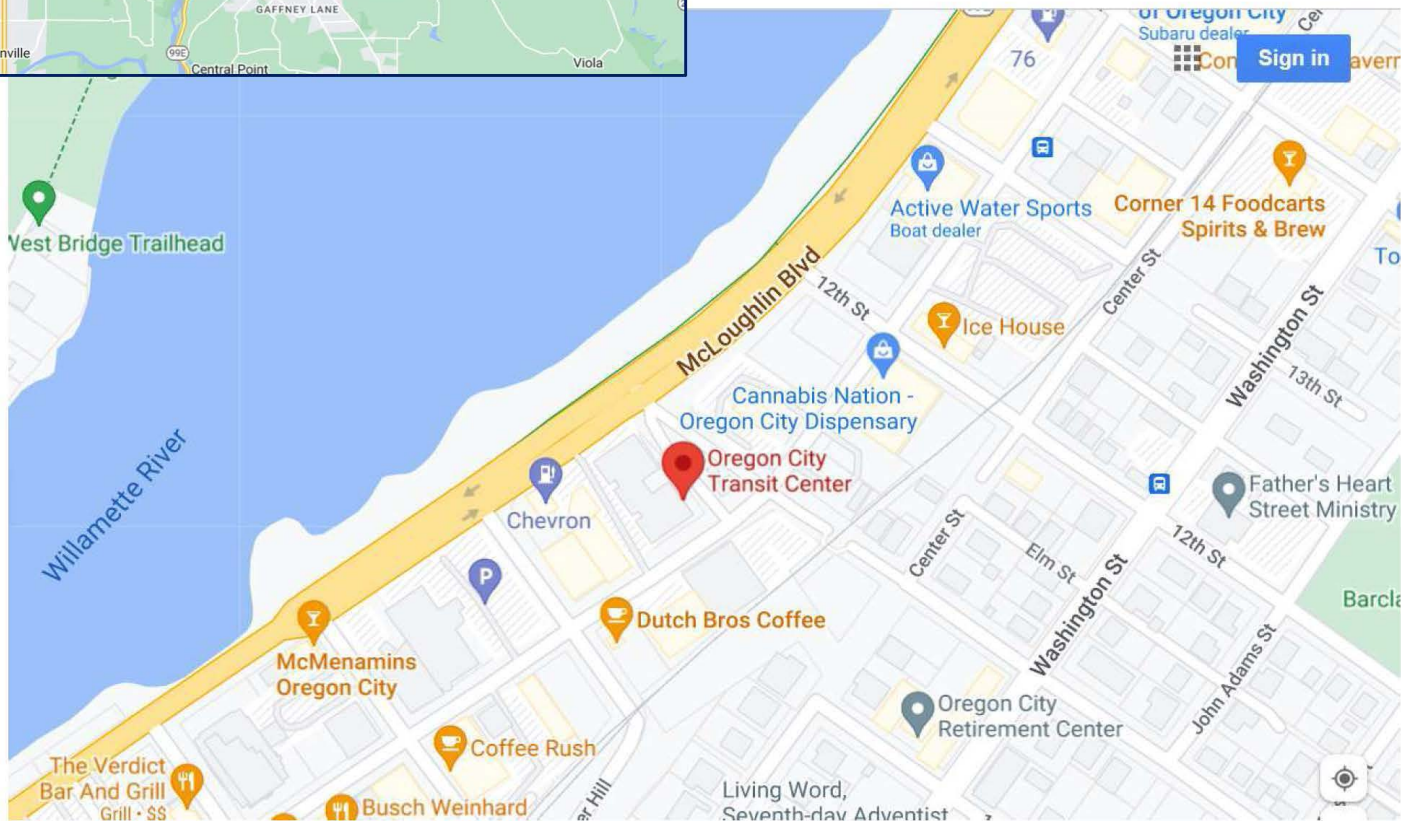 GAFFNEY LANE
nville
99E
Central Point
Viola
of Oregon City
Subaru dealer
76
Con
Sign in
avern
West Bridge Trailhead
Active Water Sports
Boat dealer
Corner 14 Foodcarts
Spirits & Brew
To
Center St
12th St
McLoughlin Blvd
Ice House
Washington St
13th St
Cannabis Nation -
Oregon City Dispensary
Oregon City
Transit Center
Willamette River
Chevron
Father's Heart
Street Ministry
Center St
Elm St
12th St
P
Barcla
Dutch Bros Coffee
Washington St
John Adams St
McMenamins
Oregon City
Oregon City
Retirement Center
Coffee Rush
The Verdict
Bar And Grill
Grill · $$
Busch Weinhard
er Hill
Living Word,
Seventh-day Adventist